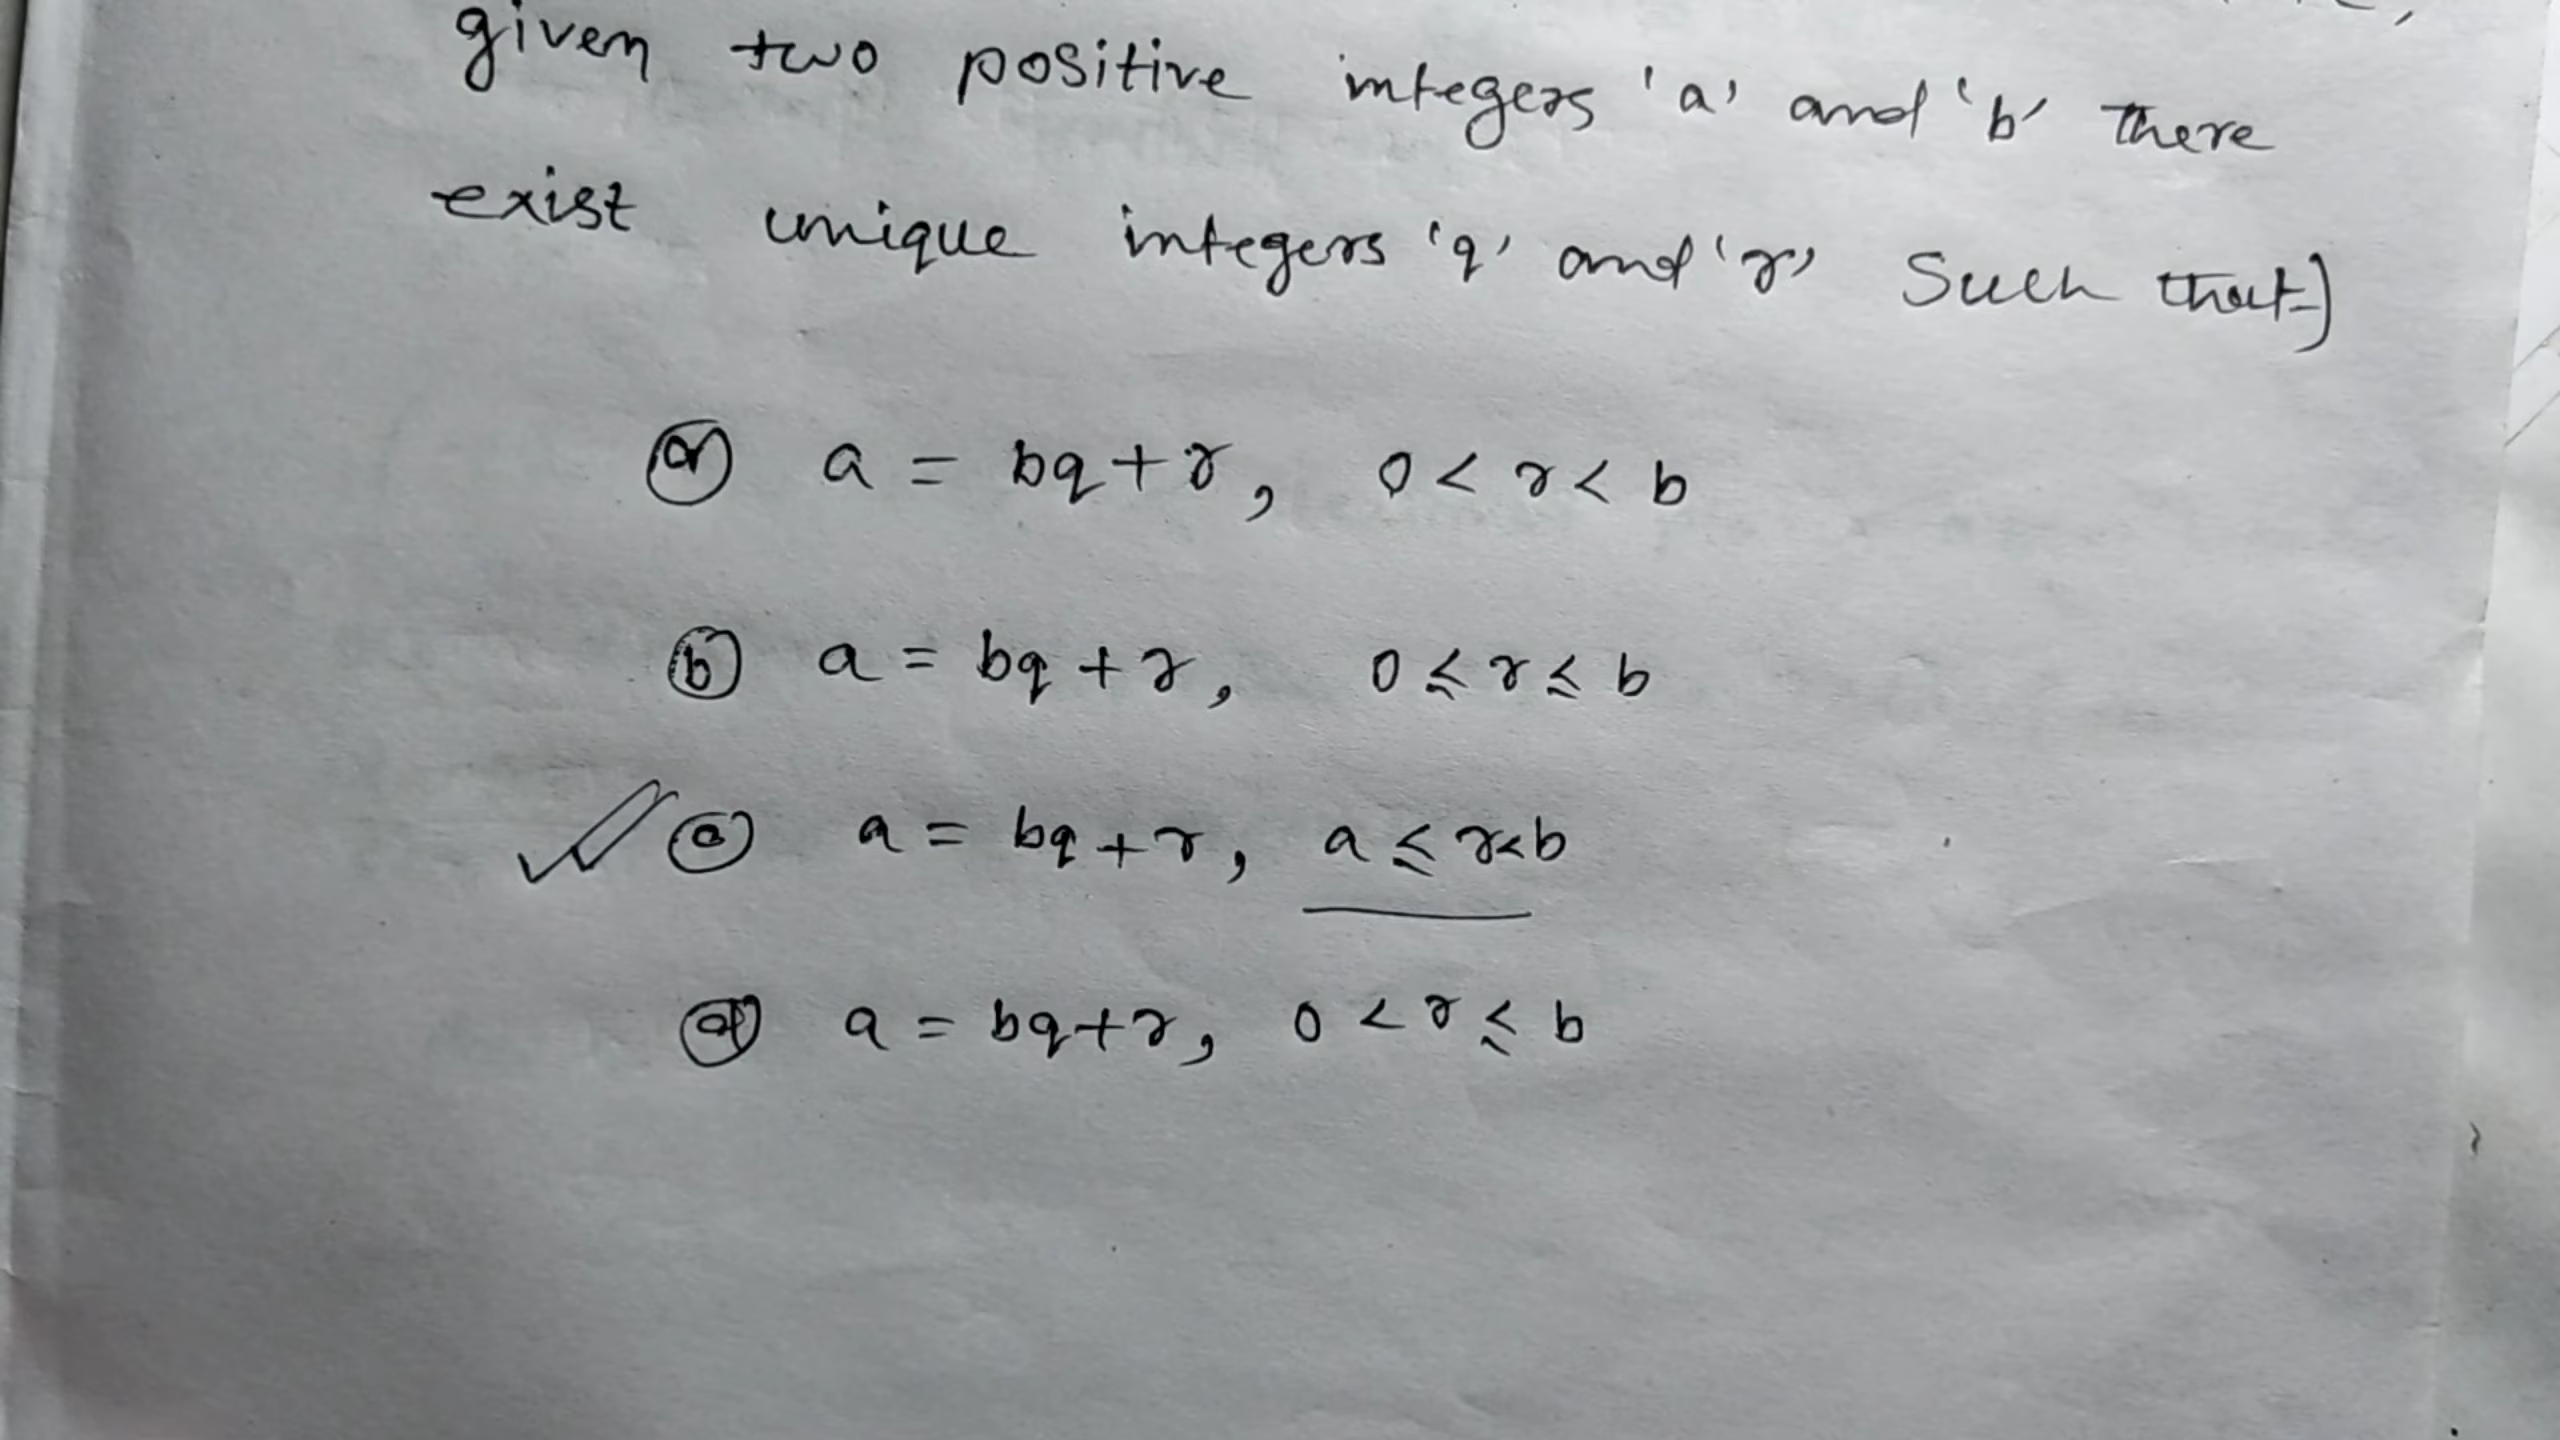 given two positive integers 'a' and 'b' there
exist unique integers 'q' and 'r' such that)
(a) a = bq + r, 0 < r < b
(b) a = bq + r, 0 ≤ r ≤ b
(c) a = bq + r, a ≤ r < b
(d) a = bq + r, 0 < r ≤ b